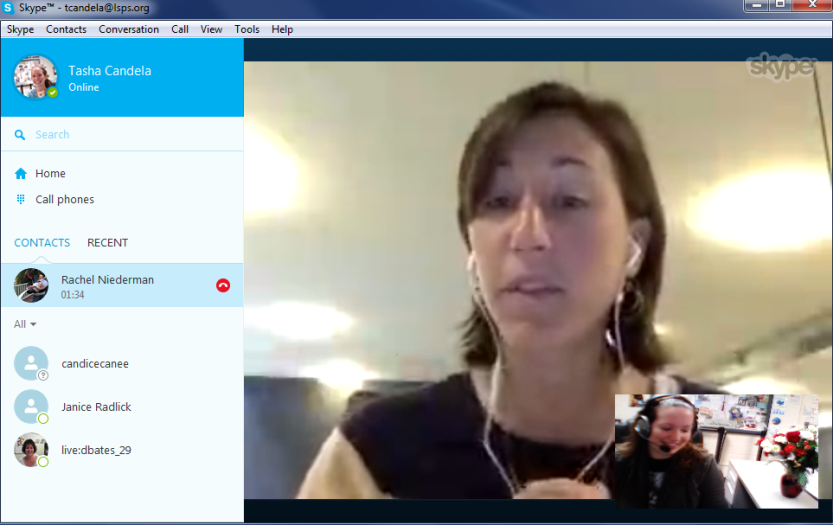 Skype™ - tcandela@lsps.org
Skype Contacts Conversation Call View Tools Help
Tasha Candela
Online
skype
Search
Home
Call phones
CONTACTS RECENT
Rachel Niederman
01:34
All
candicecanee
?
Janice Radlick
live:dbates_29